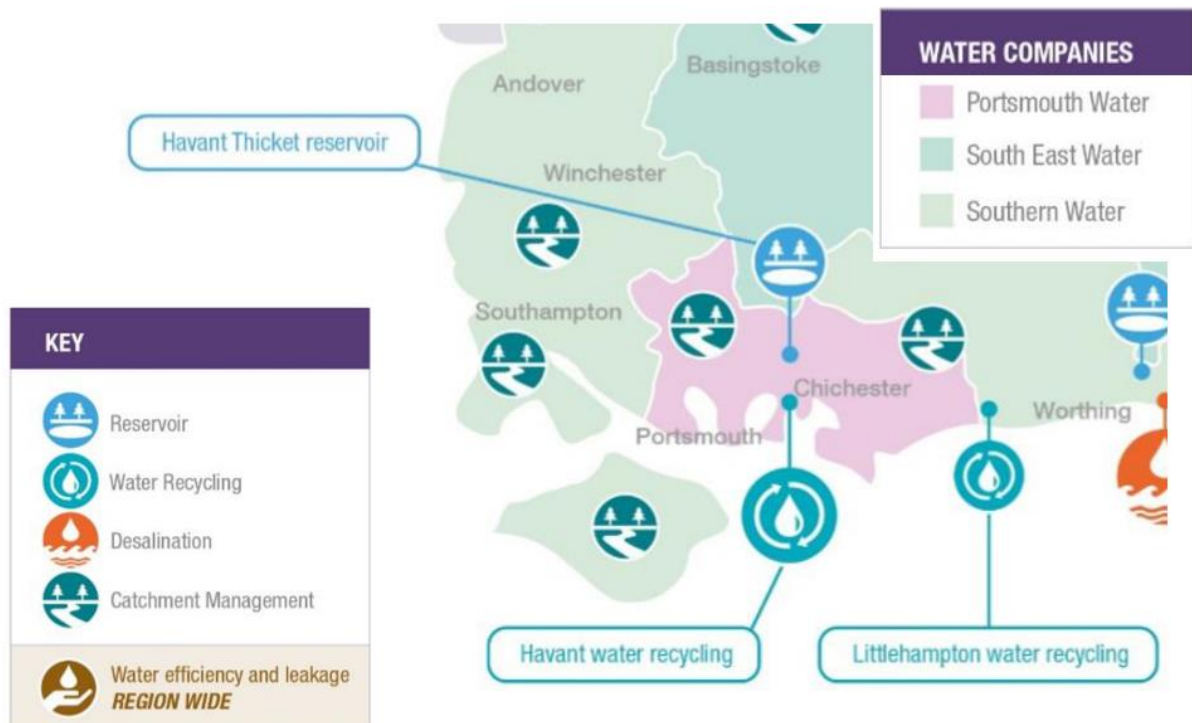 WATER COMPANIES
Portsmouth Water
South East Water
Southern Water
Basingstoke
Andover
Havant Thicket reservoir
Winchester
Southampton
Chichester
Worthing
Portsmouth
KEY
Reservoir
Water Recycling
Desalination
Catchment Management
Water efficiency and leakage
REGION WIDE
Havant water recycling
Littlehampton water recycling